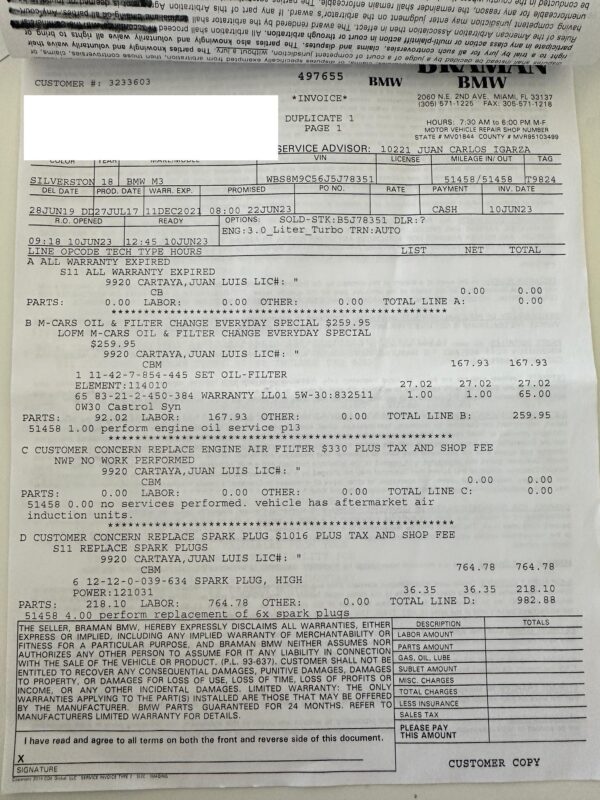 CUSTOMER #: 3233603
497655
BMW
BRAMAN
BMW
*INVOICE*
2060 N.E. 2ND AVE. MIAMI, FL 33137
(305) 571-1225 FAX: 305-571-1218
DUPLICATE 1
PAGE 1
HOURS: 7:30 AM to 6:00 PM M-F
MOTOR VEHICLE REPAIR SHOP NUMBER
STATE # MV01844 COUNTY # MVR95103499
SERVICE ADVISOR: 10221 JUAN CARLOS IGARZA
COLOR YEAR MAKE/MODEL VIN LICENSE MILEAGE IN/ OUT TAG
SILVERSTON 18 BMW M3 WBS8M9C56J5J78351 51458/51458 T9824
DEL DATE PROD. DATE WARR. EXP. PROMISED PO NO. RATE PAYMENT INV. DATE
28JUN19 DD 27JUL17 11DEC2021 08:00 22JUN23 CASH 10JUN23
R.O. OPENED READY OPTIONS: SOLD-STK:B5J78351 DLR:?
ENG:3.0_Liter_Turbo TRN:AUTO
09:18 10JUN23 12:45 10JUN23
LINE OPCODE TECH TYPE HOURS LIST NET TOTAL
A ALL WARRANTY EXPIRED
S11 ALL WARRANTY EXPIRED
9920 CARTAYA,JUAN LUIS LIC#: "
CB 0.00 0.00
PARTS: 0.00 LABOR: 0.00 OTHER: 0.00 TOTAL LINE A: 0.00
****************************************************
B M-CARS OIL & FILTER CHANGE EVERYDAY SPECIAL $259.95
LOFM M-CARS OIL & FILTER CHANGE EVERYDAY SPECIAL
$259.95
9920 CARTAYA,JUAN LUIS LIC#: "
CBM 167.93 167.93
1 11-42-7-854-445 SET OIL-FILTER
ELEMENT:114010 27.02 27.02 27.02
65 83-21-2-450-384 WARRANTY LL01 5W-30:832511 1.00 1.00 65.00
0W30 Castrol Syn
PARTS: 92.02 LABOR: 167.93 OTHER: 0.00 TOTAL LINE B: 259.95
51458 1.00 perform engine oil service p13
****************************************************
C CUSTOMER CONCERN REPLACE ENGINE AIR FILTER $330 PLUS TAX AND SHOP FEE
NWP NO WORK PERFORMED
9920 CARTAYA,JUAN LUIS LIC#: "
CBM 0.00 0.00
PARTS: 0.00 LABOR: 0.00 OTHER: 0.00 TOTAL LINE C: 0.00
51458 0.00 no services performed. vehicle has aftermarket air
induction units.
****************************************************
D CUSTOMER CONCERN REPLACE SPARK PLUG $1016 PLUS TAX AND SHOP FEE
S11 REPLACE SPARK PLUGS
9920 CARTAYA,JUAN LUIS LIC#: "
CBM 764.78 764.78
6 12-12-0-039-634 SPARK PLUG, HIGH
POWER:121031 36.35 36.35 218.10
PARTS: 218.10 LABOR: 764.78 OTHER: 0.00 TOTAL LINE D: 982.88
51458 4.00 perform replacement of 6x spark plugs
THE SELLER, BRAMAN BMW, HEREBY EXPRESSLY DISCLAIMS ALL WARRANTIES, EITHER
EXPRESS OR IMPLIED, INCLUDING ANY IMPLIED WARRANTY OF MERCHANTABILITY OR
FITNESS FOR A PARTICULAR PURPOSE, AND BRAMAN BMW NEITHER ASSUMES NOR
AUTHORIZES ANY OTHER PERSON TO ASSUME FOR IT ANY LIABILITY IN CONNECTION
WITH THE SALE OF THE VEHICLE OR PRODUCT. (P.L. 93-637). CUSTOMER SHALL NOT BE
ENTITLED TO RECOVER ANY CONSEQUENTIAL DAMAGES, PUNITIVE DAMAGES, DAMAGES
TO PROPERTY, OR DAMAGES FOR LOSS OF USE, LOSS OF TIME, LOSS OF PROFITS OR
INCOME, OR ANY OTHER INCIDENTAL DAMAGES. LIMITED WARRANTY: THE ONLY
WARRANTIES APPLYING TO THE PART(S) INSTALLED ARE THOSE THAT MAY BE OFFERED
BY THE MANUFACTURER. BMW PARTS GUARANTEED FOR 24 MONTHS. REFER TO
MANUFACTURERS LIMITED WARRANTY FOR DETAILS.
I have read and agree to all terms on both the front and reverse side of this document.
X
SIGNATURE
DESCRIPTION TOTALS
LABOR AMOUNT
PARTS AMOUNT
GAS, OIL, LUBE
SUBLET AMOUNT
MISC. CHARGES
TOTAL CHARGES
LESS INSURANCE
SALES TAX
PLEASE PAY
THIS AMOUNT
CUSTOMER COPY